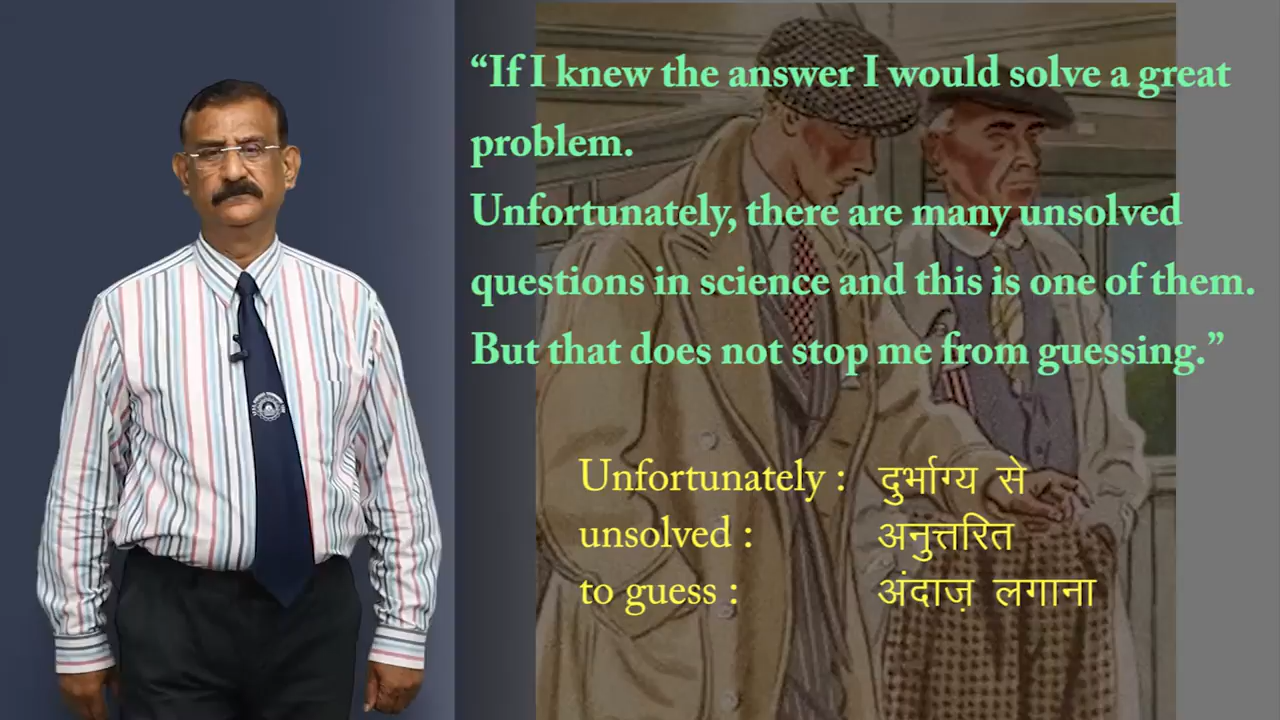 “If I knew the answer I would solve a great
problem.
Unfortunately, there are many unsolved
questions in science and this is one of them.
But that does not stop me from guessing.”
Unfortunately : दुर्भाग्य से
unsolved : अनुत्तरित
to guess : अंदाज़ लगाना